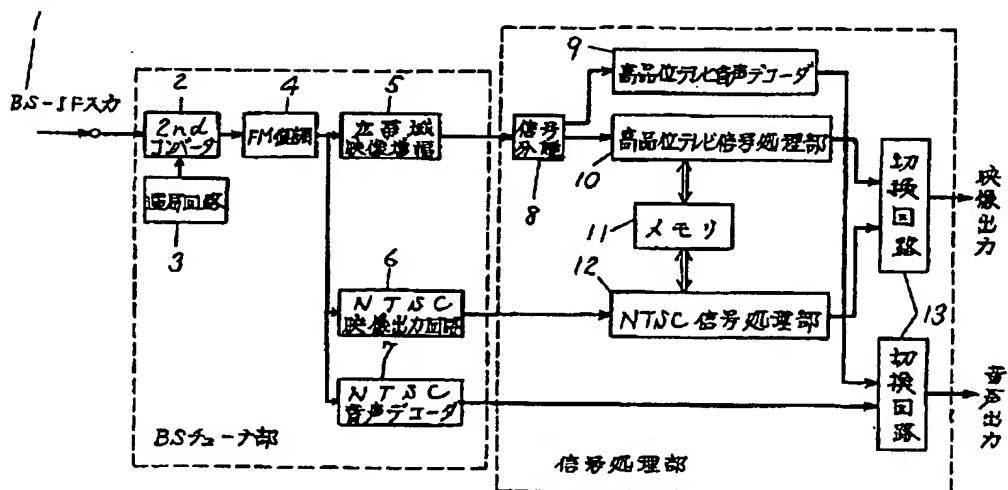 BS-IF入力
2
2nd
コンバータ
選局回路
3
4
FM復調
5
広帯域
映像増幅
6
NTSC
映像出力回路
7
NTSC
音声デコーダ
BSチューナ部
信号
分離
8
9
高品位テレビ音声デコーダ
10
高品位テレビ信号処理部
11
メモリ
12
NTSC信号処理部
切換回路
映像出力
13
切換回路
音声出力
信号処理部